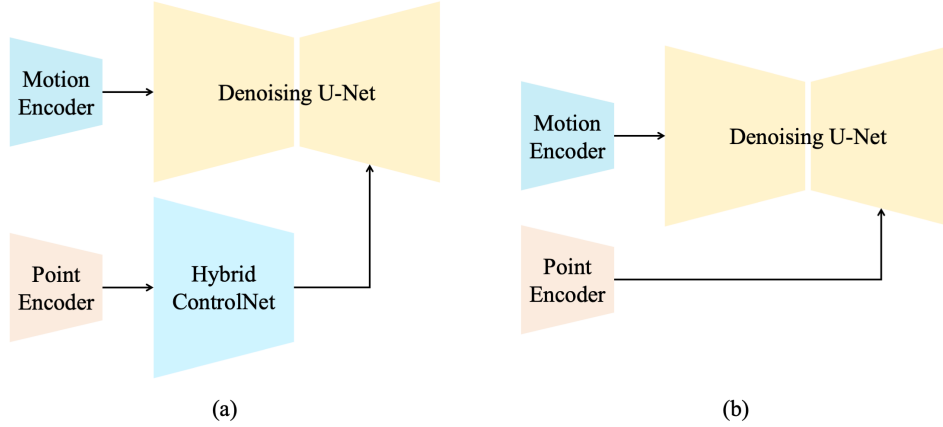 Motion
Encoder
Denoising U-Net
Point
Encoder
Hybrid
ControlNet
(a)
Motion
Encoder
Denoising U-Net
Point
Encoder
(b)